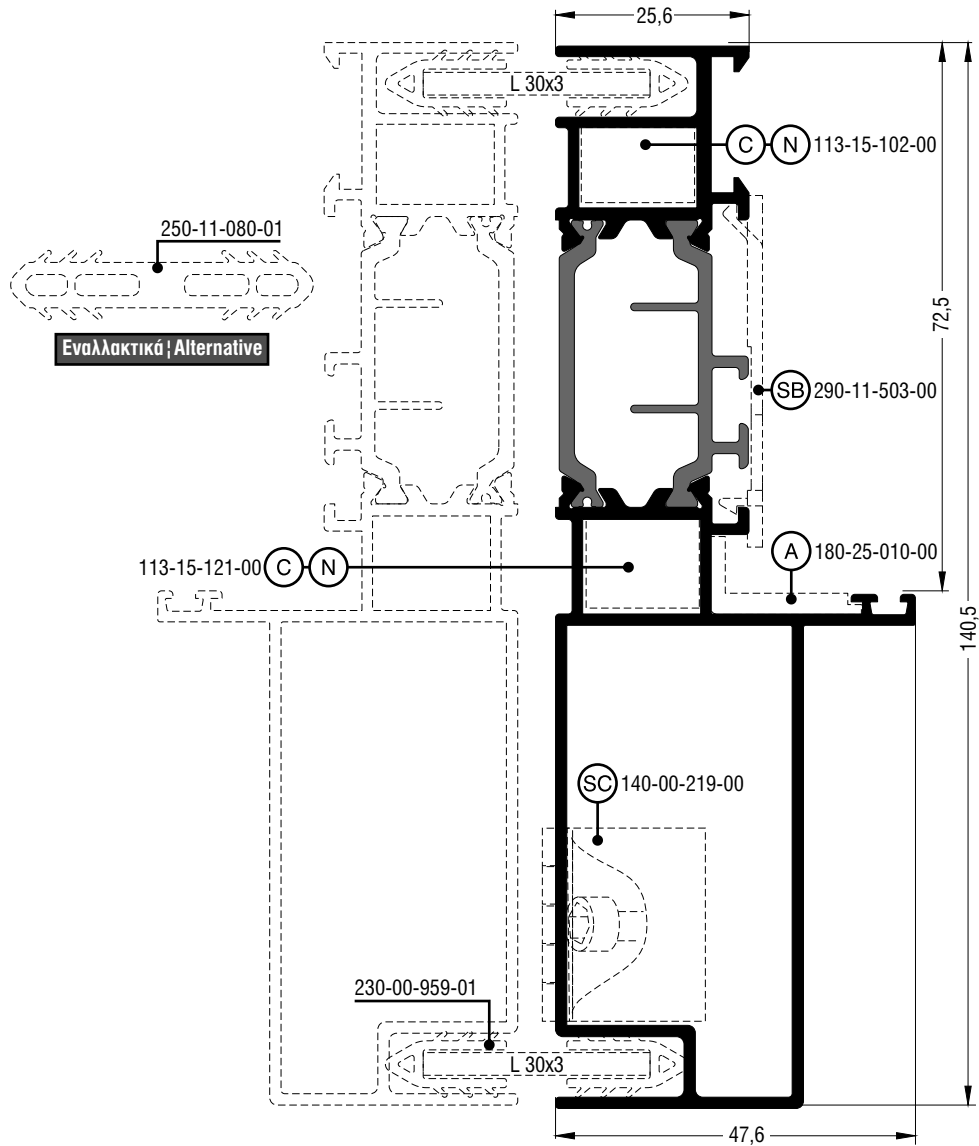 25,6
L 30x3
C N 113-15-102-00
250-11-080-01
Εναλλακτικά ¦ Alternative
72,5
SB 290-11-503-00
A 180-25-010-00
113-15-121-00 C N
140,5
SC 140-00-219-00
230-00-959-01
L 30x3
47,6